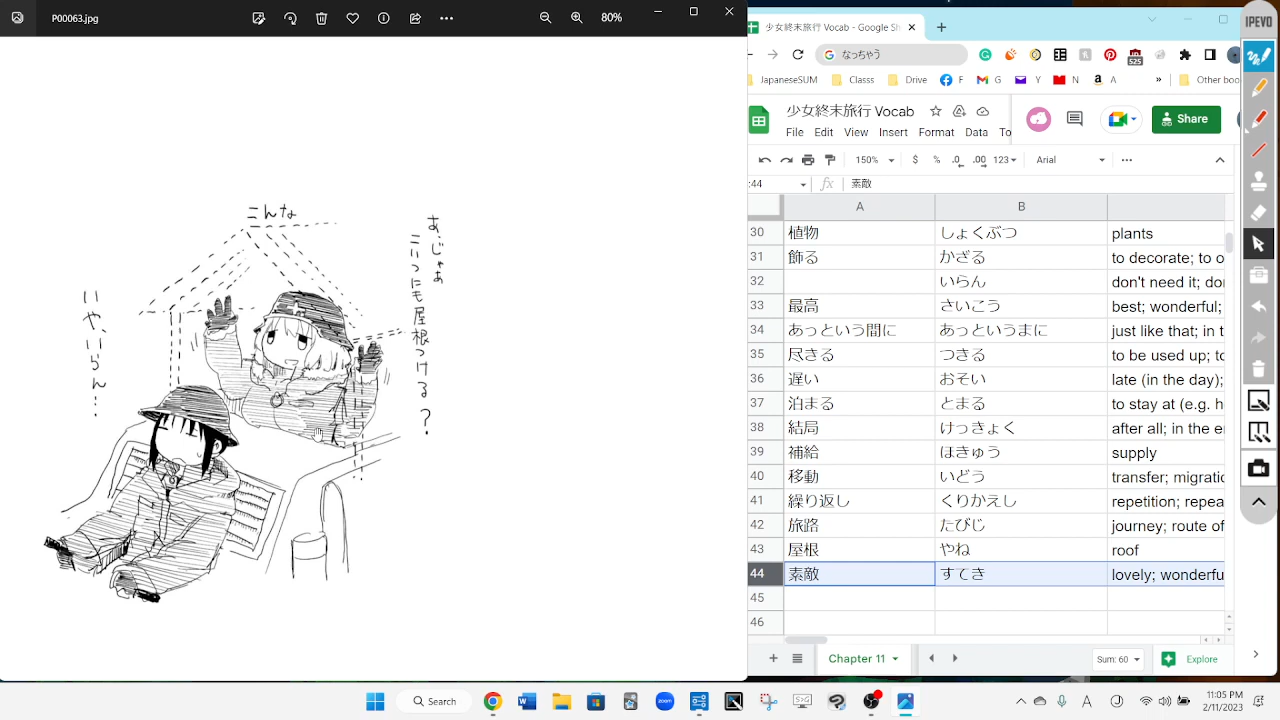 P00063.jpg
80%
こんな
あ、じゃあ
こいつにも屋根つける?
いや、いらん…
少女終末旅行 Vocab - Google Sh
なっちゃう
525
JapaneseSUM
Classs
Drive
F
G
Y
N
A
Other boo
少女終末旅行 Vocab
Share
File Edit View Insert Format Data To
150%
$ % .0 .00 123
Arial
:44
fx 素敵
A B
30 植物 しょくぶつ plants
31 飾る かざる to decorate; to o
32 いらん don't need it; don
33 最高 さいこう best; wonderful;
34 あっという間に あっというまに just like that; in t
35 尽きる つきる to be used up; to
36 遅い おそい late (in the day);
37 泊まる とまる to stay at (e.g. h
38 結局 けっきょく after all; in the e
39 補給 ほきゅう supply
40 移動 いどう transfer; migratio
41 繰り返し くりかえし repetition; repea
42 旅路 たびじ journey; route of
43 屋根 やね roof
44 素敵 すてき lovely; wonderfu
45
46
Chapter 11
Sum: 60
Explore
IPEVO
Search
zoom
A
11:05 PM
2/11/2023